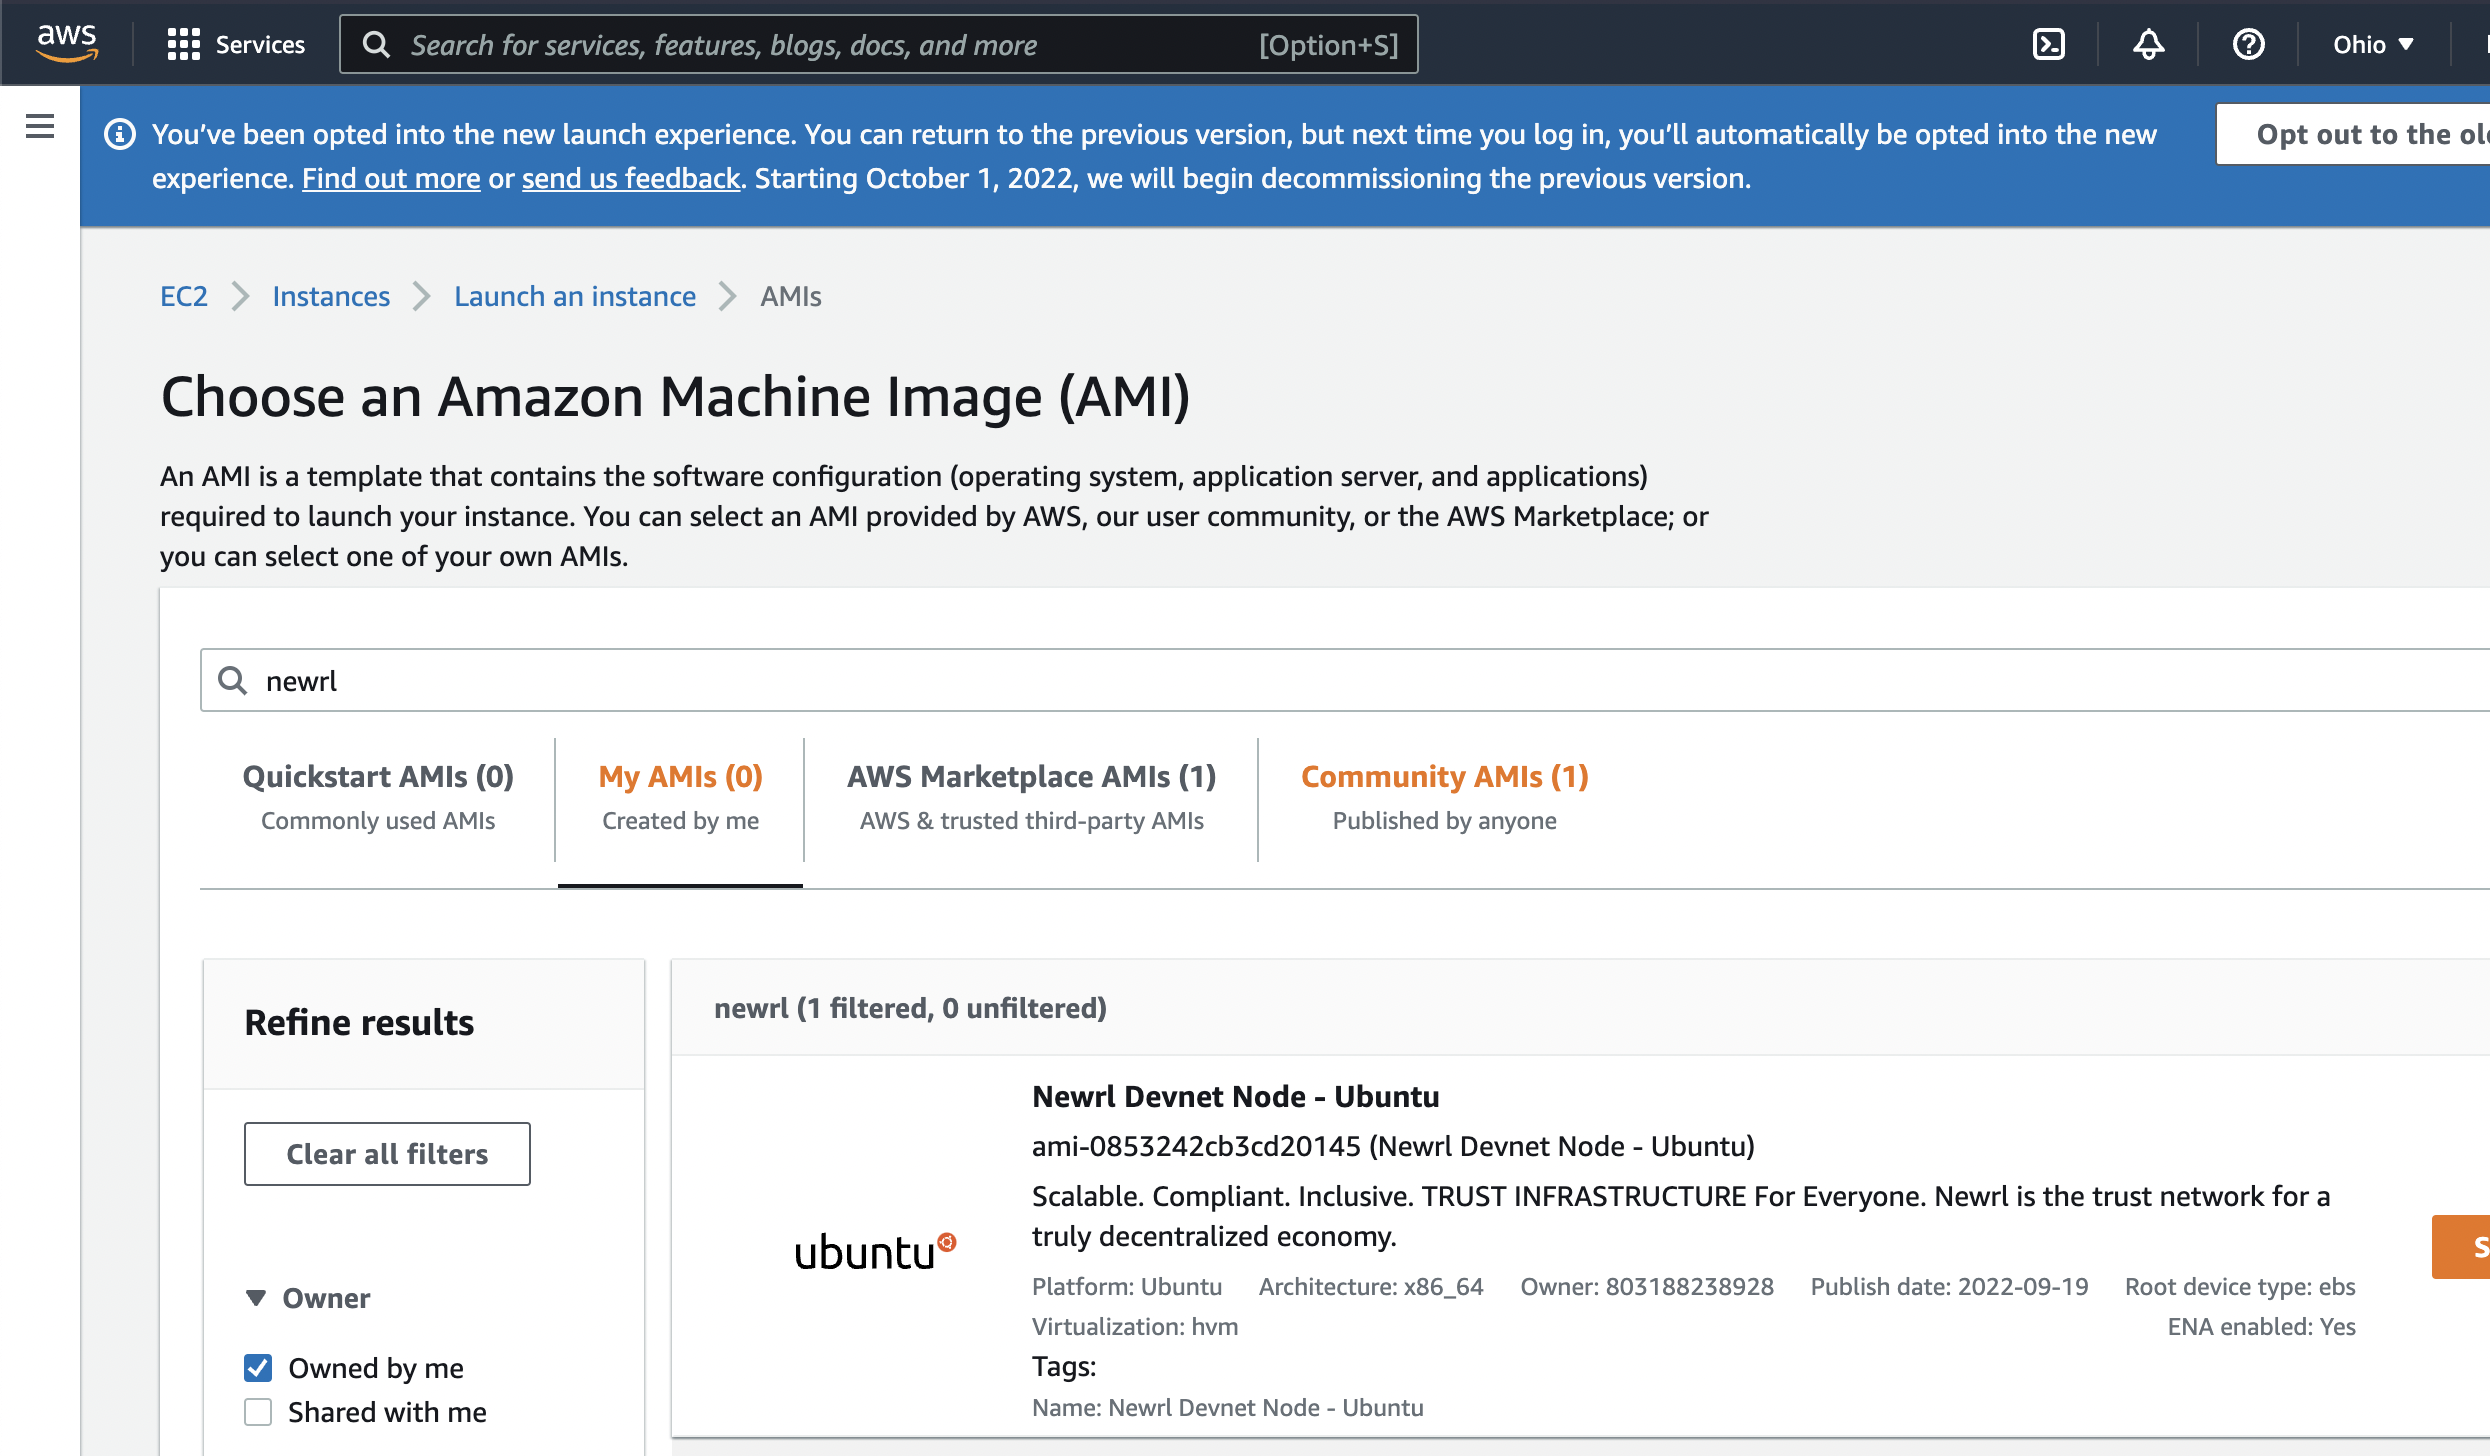 aws
Services
Search for services, features, blogs, docs, and more
[Option+S]
Ohio
You've been opted into the new launch experience. You can return to the previous version, but next time you log in, you'll automatically be opted into the new
experience. Find out more or send us feedback. Starting October 1, 2022, we will begin decommissioning the previous version.
Opt out to the
EC2
Instances
Launch an instance
AMIs
Choose an Amazon Machine Image (AMI)
An AMI is a template that contains the software configuration (operating system, application server, and applications)
required to launch your instance. You can select an AMI provided by AWS, our user community, or the AWS Marketplace; or
you can select one of your own AMIs.
newrl
Quickstart AMIs (0)
Commonly used AMIs
My AMIs (0)
Created by me
AWS Marketplace AMIs (1)
AWS & trusted third-party AMIs
Community AMIs (1)
Published by anyone
Refine results
Clear all filters
Owner
Owned by me
Shared with me
newrl (1 filtered, 0 unfiltered)
ubuntu
Newrl Devnet Node - Ubuntu
ami-0853242cb3cd20145 (Newrl Devnet Node - Ubuntu)
Scalable. Compliant. Inclusive. TRUST INFRASTRUCTURE For Everyone. Newrl is the trust network for a
truly decentralized economy.
Platform: Ubuntu Architecture: x86_64 Owner: 803188238928 Publish date: 2022-09-19 Root device type: ebs
Virtualization: hvm ENA enabled: Yes
Tags:
Name: Newrl Devnet Node - Ubuntu